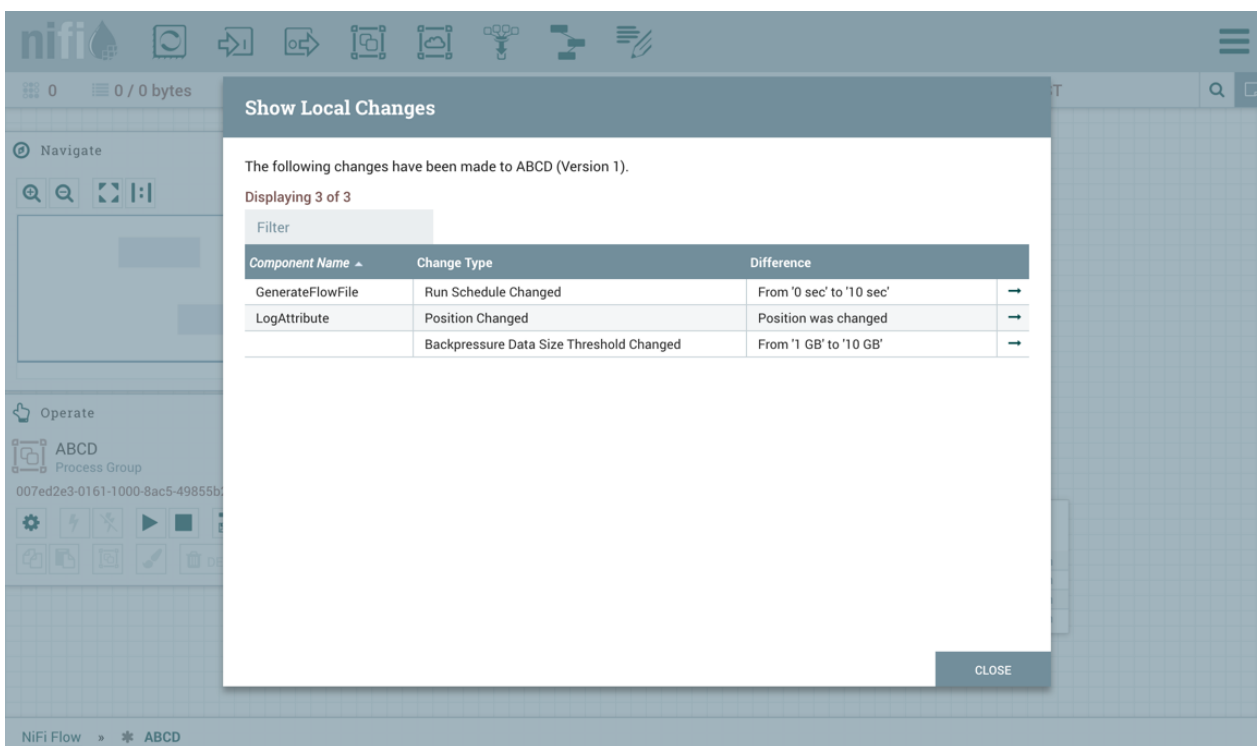 nifi
0 0 / 0 bytes
Show Local Changes
Navigate
The following changes have been made to ABCD (Version 1).
Displaying 3 of 3
Filter
Component Name Change Type Difference
GenerateFlowFile Run Schedule Changed From '0 sec' to '10 sec'
LogAttribute Position Changed Position was changed
Backpressure Data Size Threshold Changed From '1 GB' to '10 GB'
Operate
ABCD
Process Group
007ed2e3-0161-1000-8ac5-49855b
CLOSE
NiFi Flow » ABCD